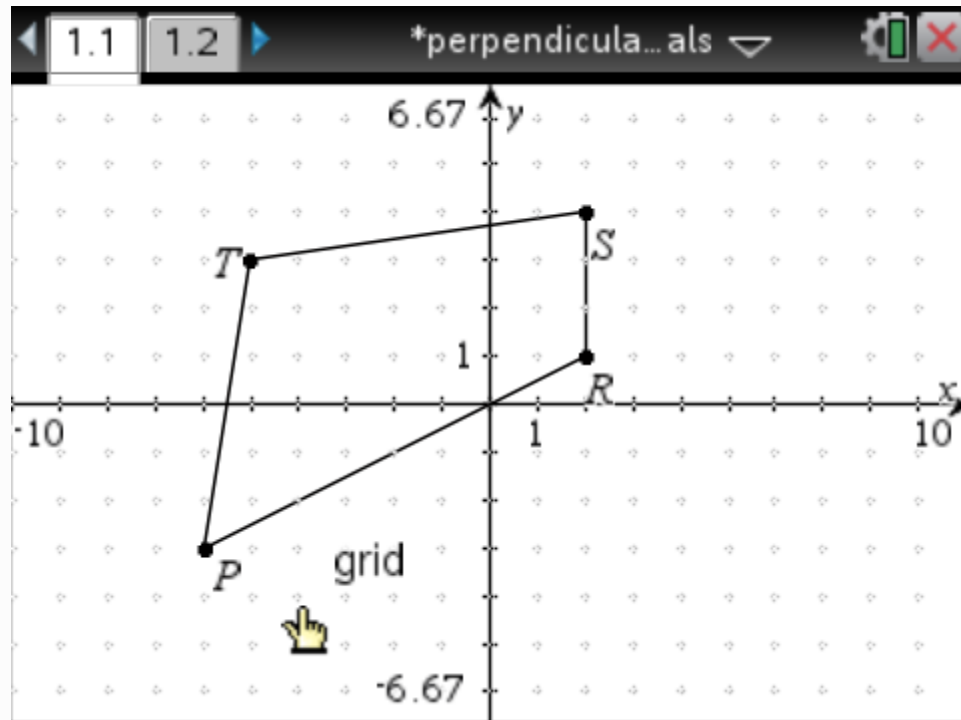 1.1 1.2 *perpendicula…als
6.67 y
T S
1
R
x
-10 1 10
P
grid
-6.67